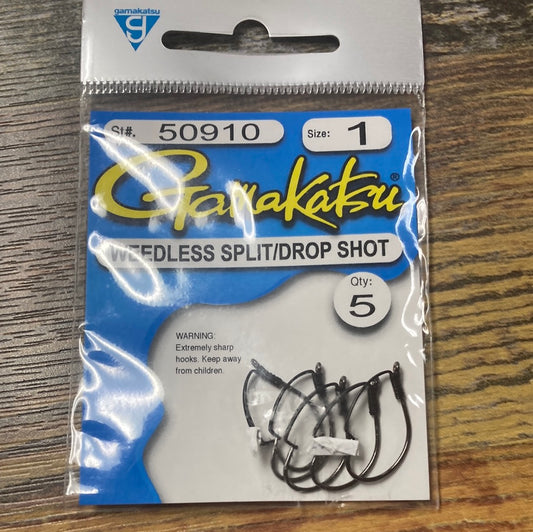 gamakatsu
G
St#. 50910 Size: 1
Gamakatsu®
WEEDLESS SPLIT/DROP SHOT
Qty:
5
WARNING:
Extremely sharp
hooks. Keep away
from children.